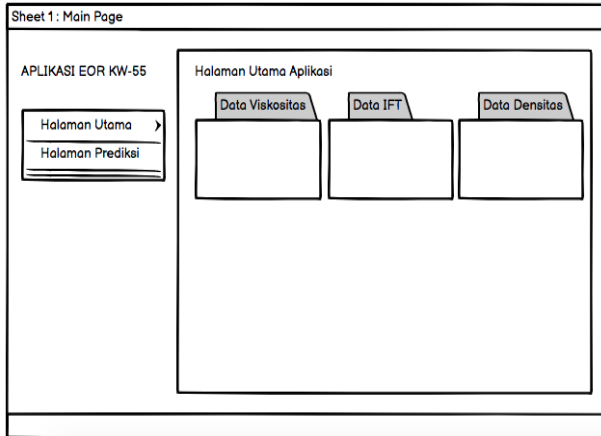 Sheet 1: Main Page
APLIKASI EOR KW-55
Halaman Utama
Halaman Prediksi
Halaman Utama Aplikasi
Data Viskositas
Data IFT
Data Densitas